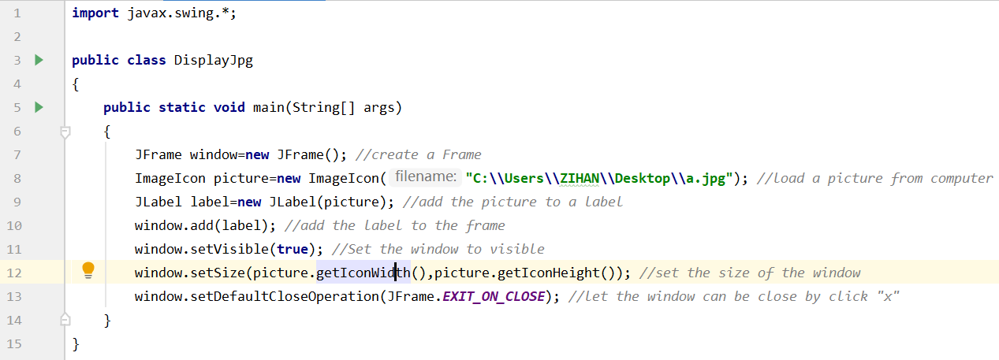 1 import javax.swing.*;
2
3 public class DisplayJpg
4 {
5 public static void main(String[] args)
6 {
7 JFrame window=new JFrame(); //create a Frame
8 ImageIcon picture=new ImageIcon( filename: "C:\\Users\\ZIHAN\\Desktop\\a.jpg"); //load a picture from computer
9 JLabel label=new JLabel(picture); //add the picture to a label
10 window.add(label); //add the label to the frame
11 window.setVisible(true); //Set the window to visible
12 window.setSize(picture.getIconWidth(),picture.getIconHeight()); //set the size of the window
13 window.setDefaultCloseOperation(JFrame.EXIT_ON_CLOSE); //let the window can be close by click "x"
14 }
15 }